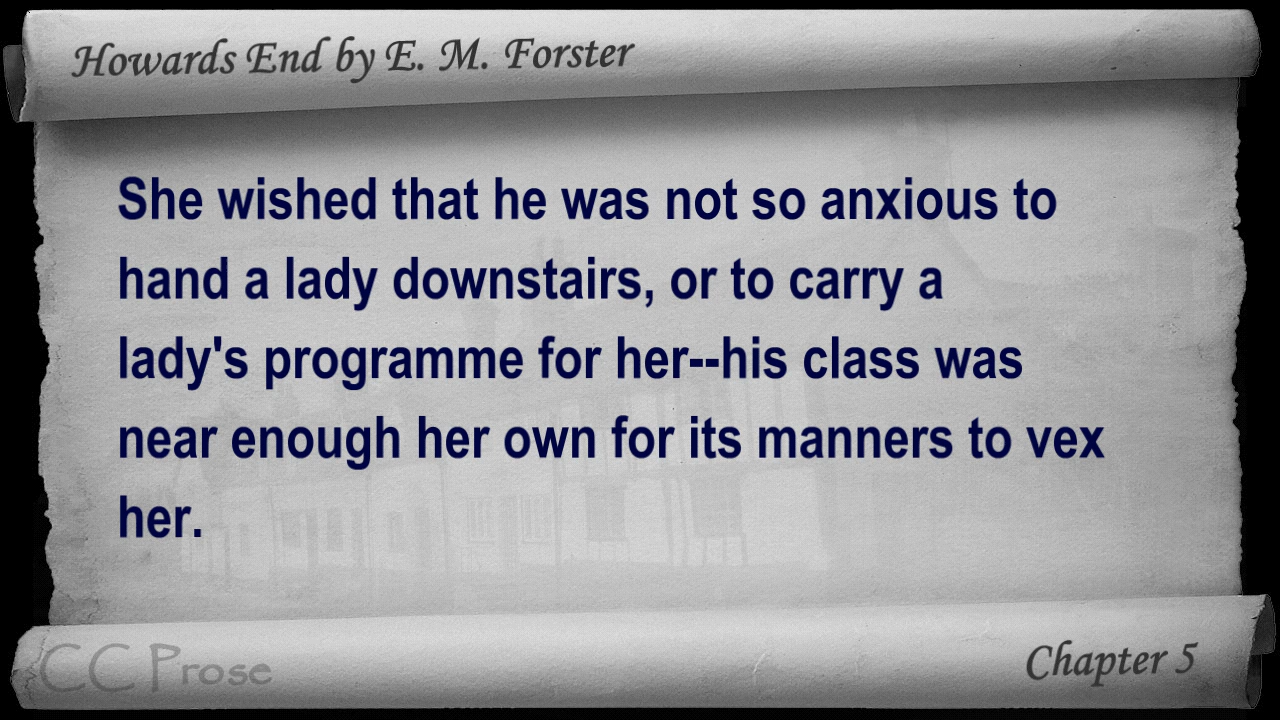 Howards End by E. M. Forster
She wished that he was not so anxious to
hand a lady downstairs, or to carry a
lady's programme for her--his class was
near enough her own for its manners to vex
her.
CC Prose
Chapter 5